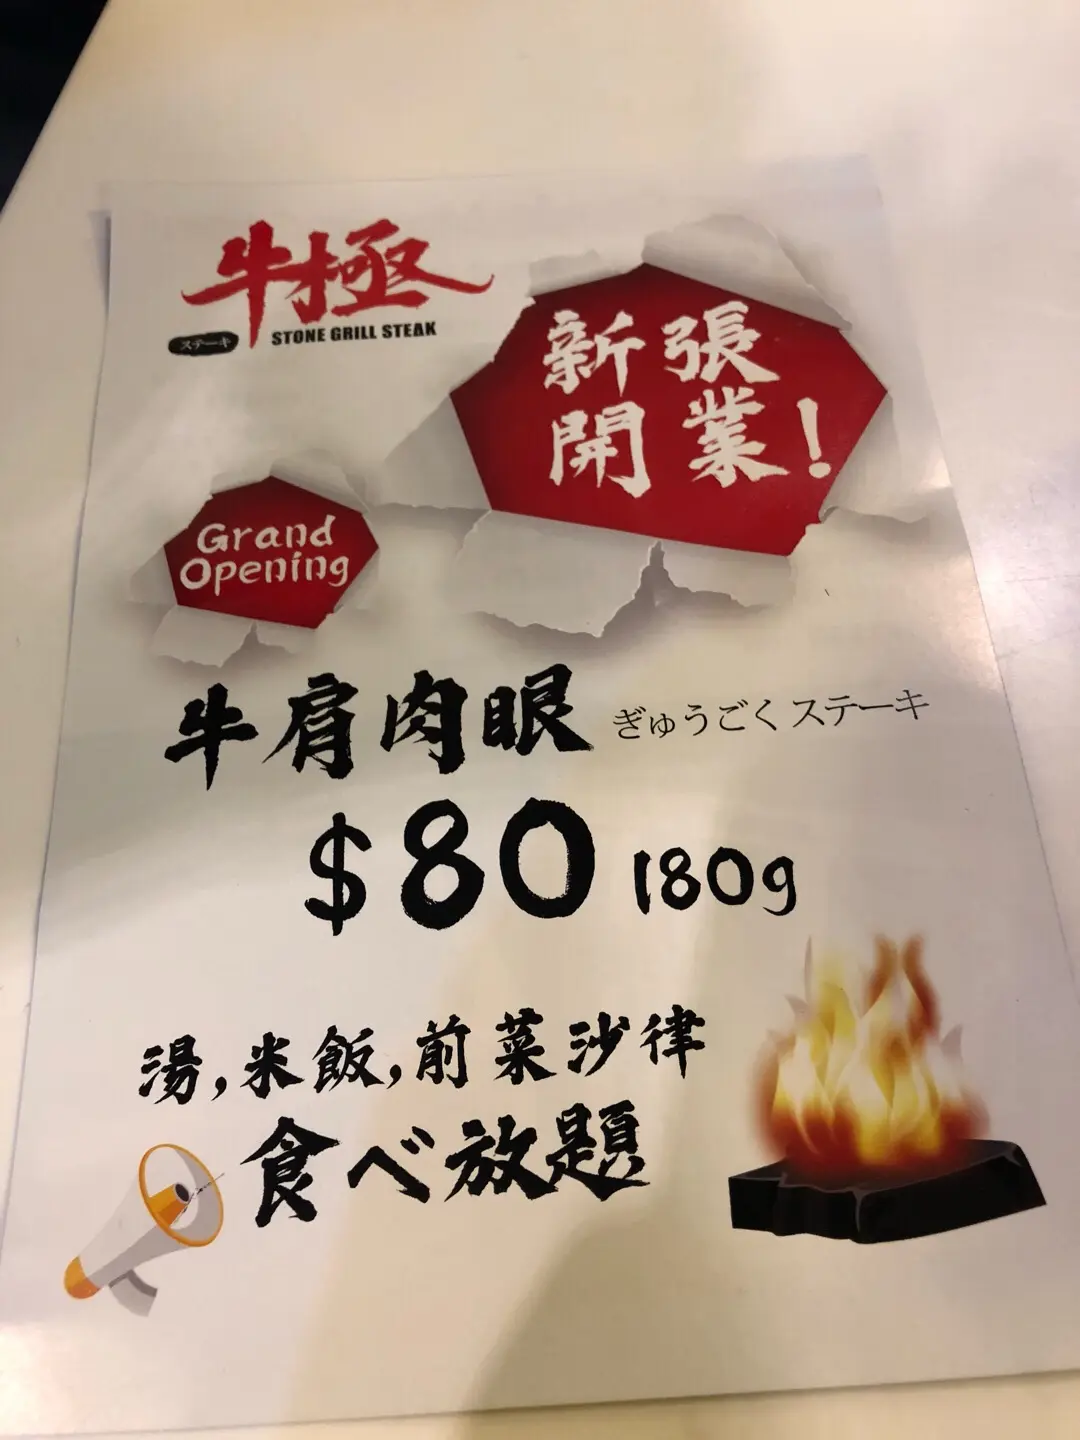 牛極
ステーキ
STONE GRILL STEAK
新張
開業!
Grand
Opening
牛肩肉眼 ぎゅうごくステーキ
$80 180g
湯,米飯,前菜沙律
食べ放題